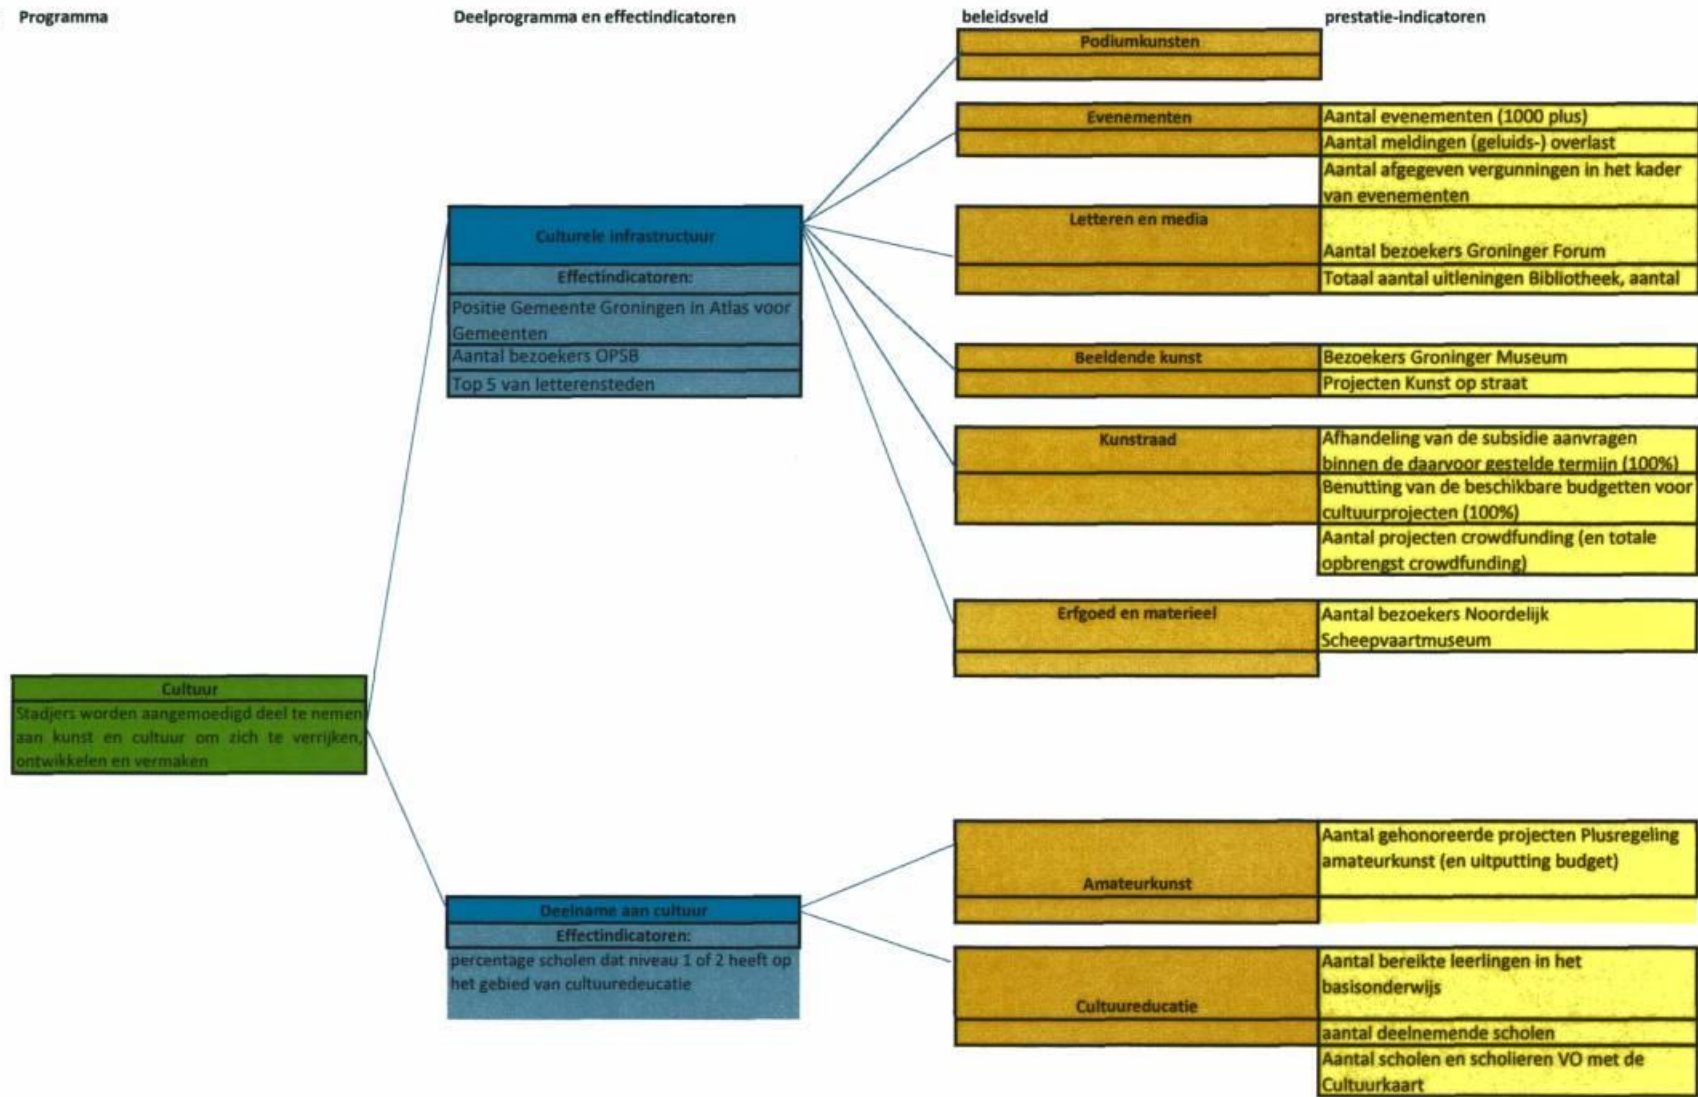 Programma
Deelprogramma en effectindicatoren
beleidsveld
prestatie-indicatoren
Podiumkunsten
Evenementen
Aantal evenementen (1000 plus)
Aantal meldingen (geluids-) overlast
Aantal afgegeven vergunningen in het kader
van evenementen
Culturele infrastructuur
Effectindicatoren:
Positie Gemeente Groningen in Atlas voor
Gemeenten
Aantal bezoekers OPSB
Top 5 van letterensteden
Letteren en media
Aantal bezoekers Groninger Forum
Totaal aantal uitleningen Bibliotheek, aantal
Beeldende kunst
Bezoekers Groninger Museum
Projecten Kunst op straat
Kunstraad
Afhandeling van de subsidie aanvragen
binnen de daarvoor gestelde termijn (100%)
Benutting van de beschikbare budgetten voor
cultuurprojecten (100%)
Aantal projecten crowdfunding (en totale
opbrengst crowdfunding)
Erfgoed en materieel
Aantal bezoekers Noordelijk
Scheepvaartmuseum
Cultuur
Stadjers worden aangemoedigd deel te nemen
aan kunst en cultuur om zich te verrijken,
ontwikkelen en vermaken
Deelname aan cultuur
Effectindicatoren:
percentage scholen dat niveau 1 of 2 heeft op
het gebied van cultuuredeucatie
Amateurkunst
Aantal gehonoreerde projecten Plusregeling
amateurkunst (en uitputting budget)
Cultuureducatie
Aantal bereikte leerlingen in het
basisonderwijs
aantal deelnemende scholen
Aantal scholen en scholieren VO met de
Cultuurkaart